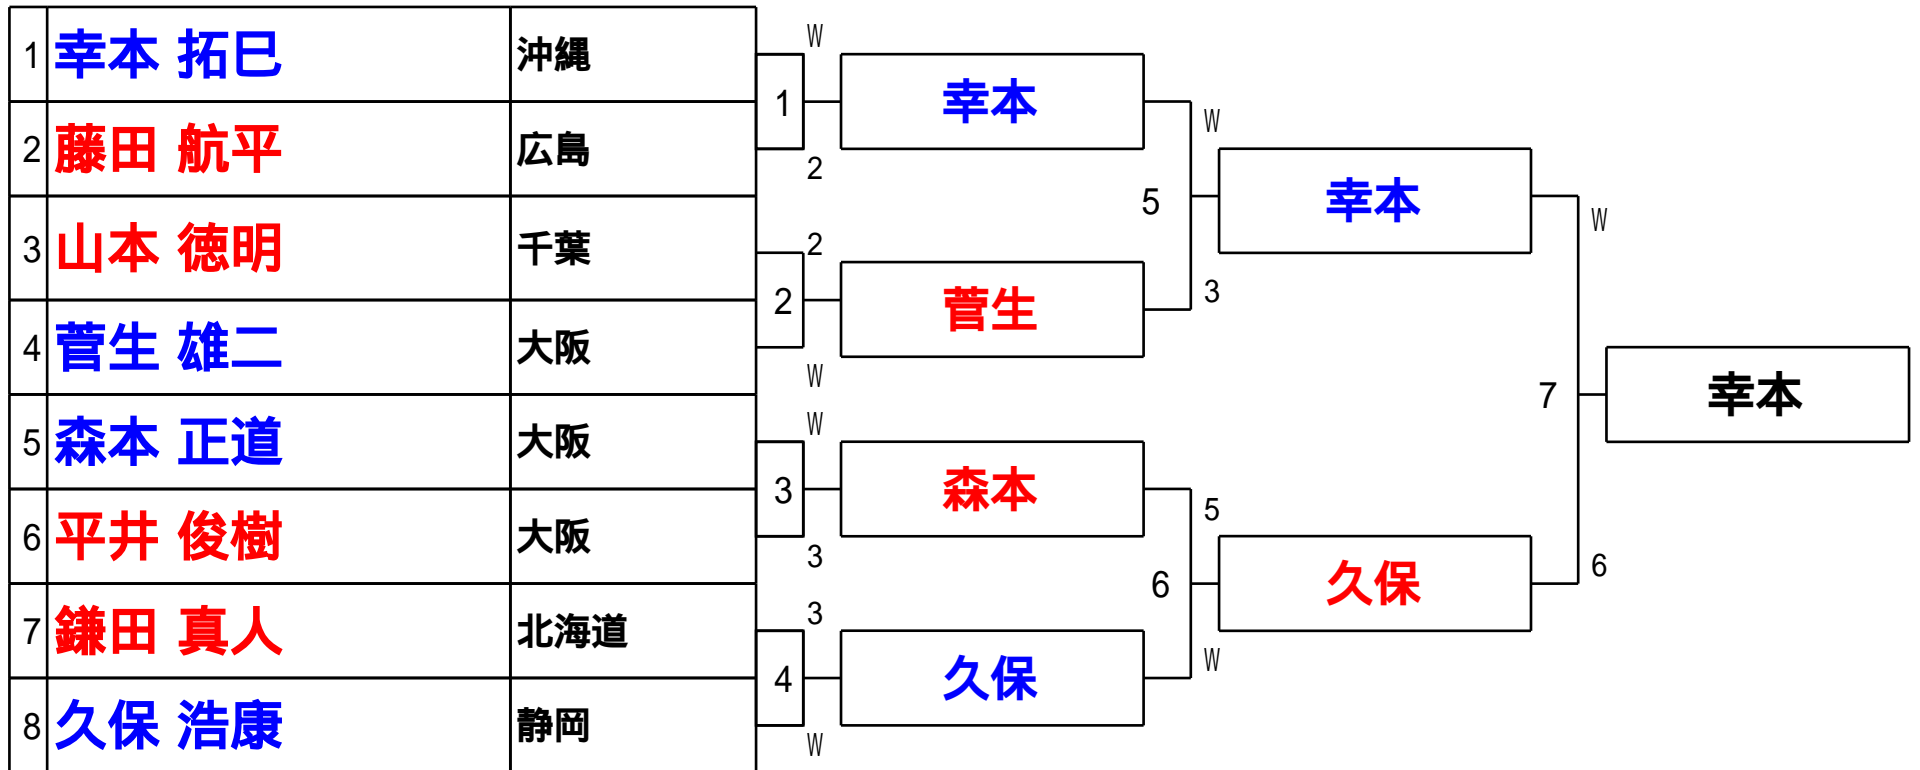 1 幸本 拓巳 沖縄
2 藤田 航平 広島
3 山本 徳明 千葉
4 菅生 雄二 大阪
5 森本 正道 大阪
6 平井 俊樹 大阪
7 鎌田 真人 北海道
8 久保 浩康 静岡
W
1
2
2
2
W
W
3
3
3
4
W
幸本
菅生
森本
久保
W
5
3
5
6
W
幸本
久保
W
7
6
幸本